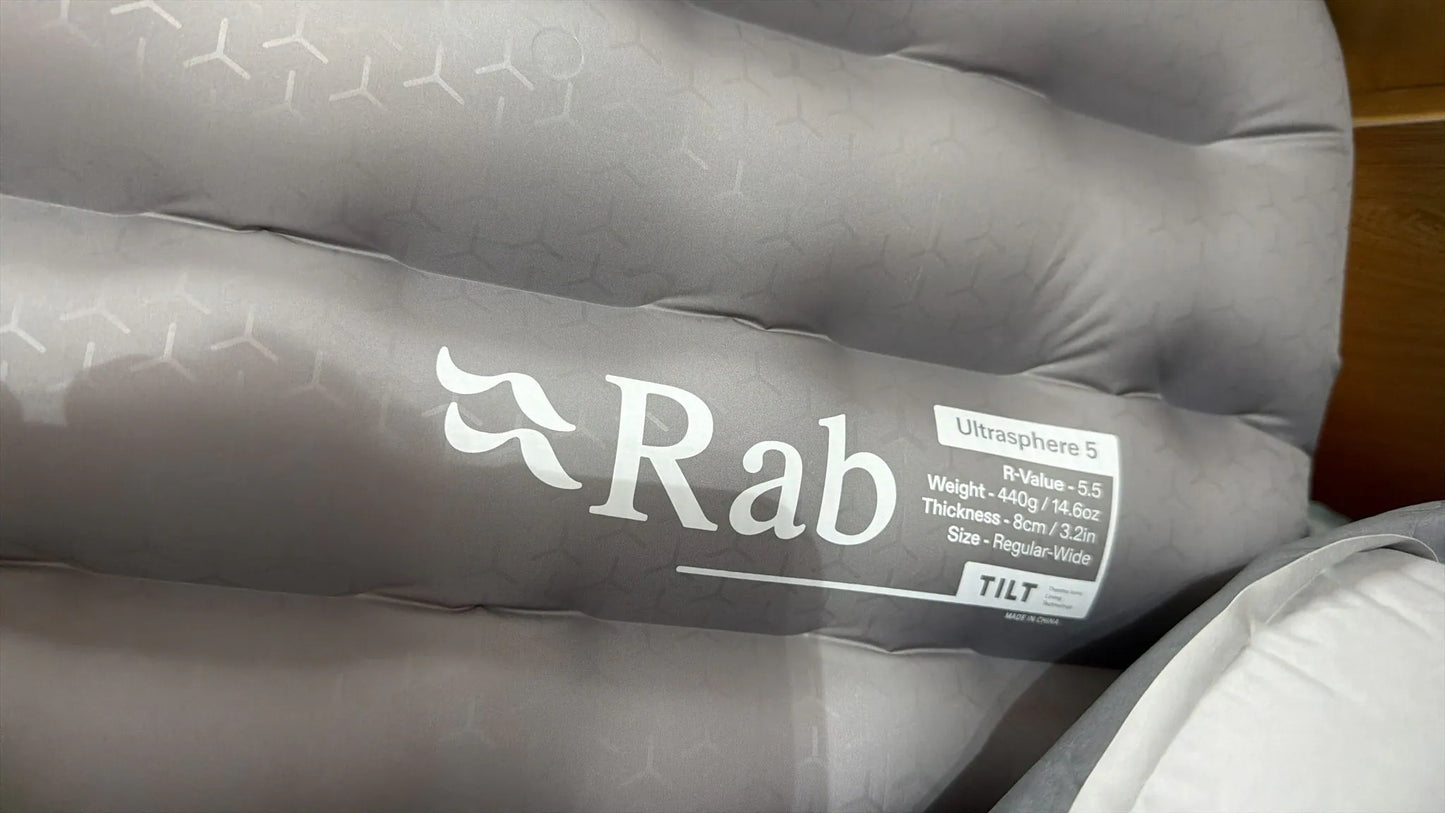 Rab
Ultrasphere 5
R-Value - 5.5
Weight - 440g / 14.6oz
Thickness - 8cm / 3.2in
Size - Regular-Wide
TILT
MADE IN CHINA